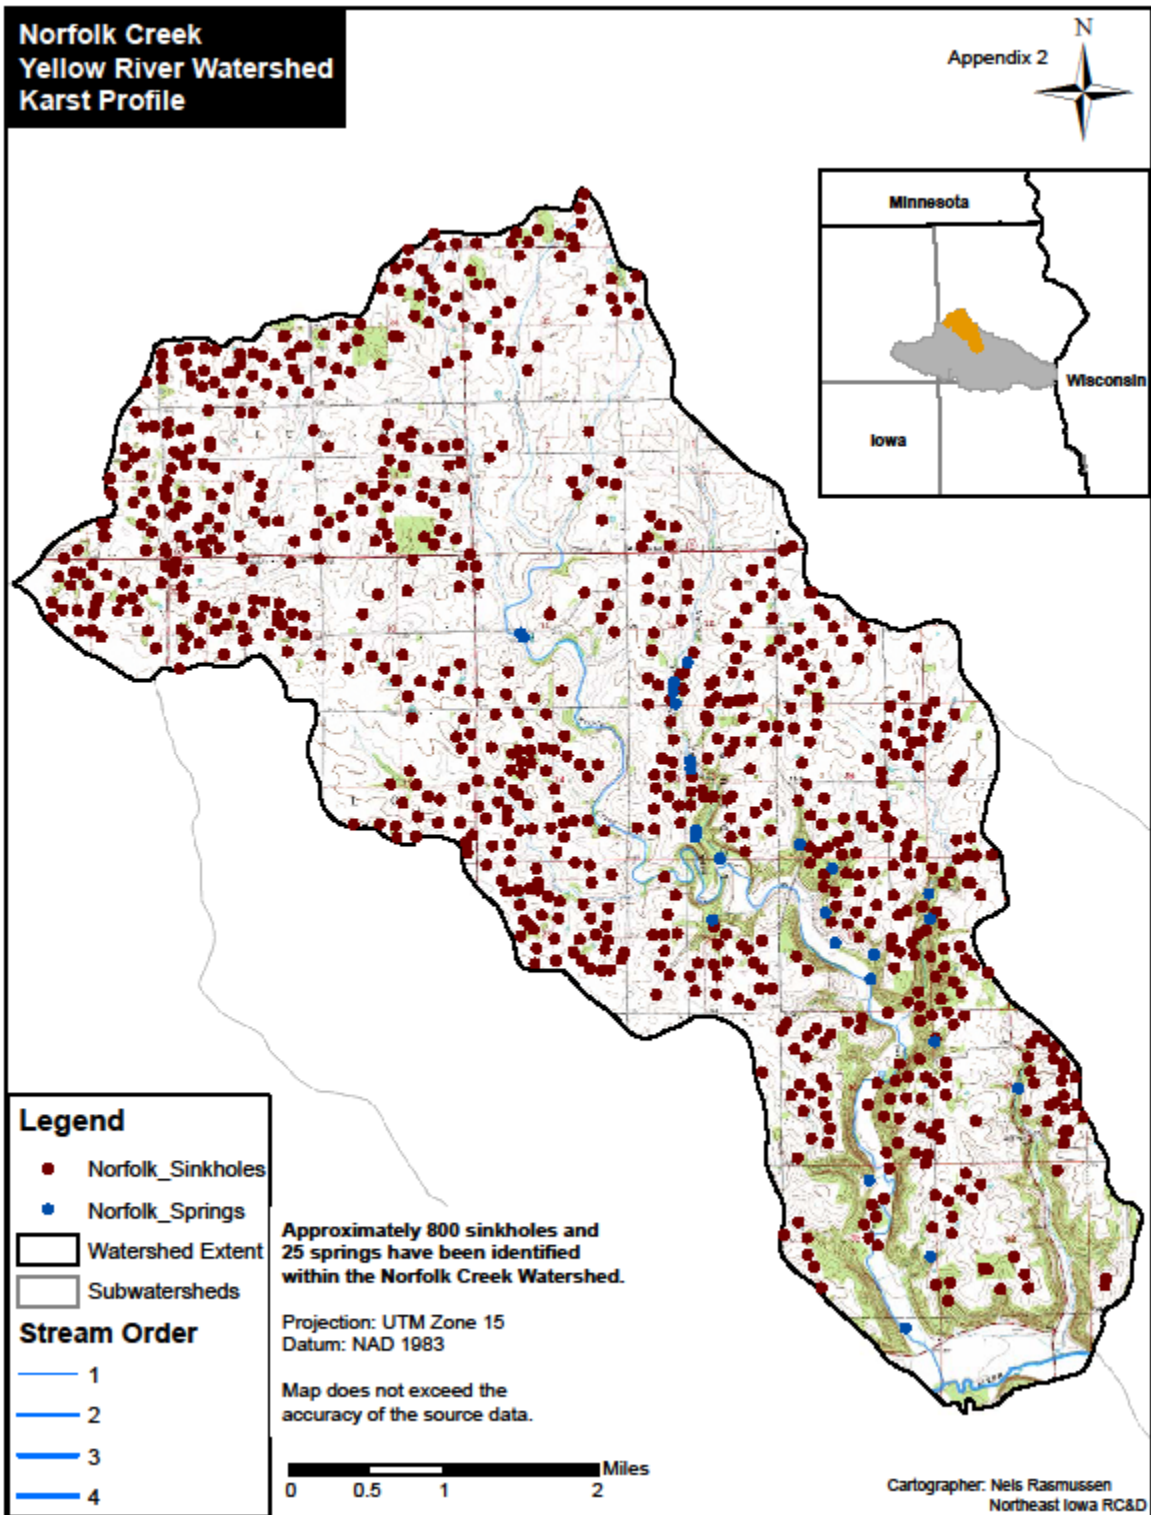 Norfolk Creek
Yellow River Watershed
Karst Profile
Appendix 2
N
Minnesota
Wisconsin
Iowa
Legend
Norfolk_Sinkholes
Norfolk_Springs
Watershed Extent
Subwatersheds
Stream Order
1
2
3
4
Approximately 800 sinkholes and
25 springs have been identified
within the Norfolk Creek Watershed.
Projection: UTM Zone 15
Datum: NAD 1983
Map does not exceed the
accuracy of the source data.
Miles
0 0.5 1 2
Cartographer: Nels Rasmussen
Northeast Iowa RC&D